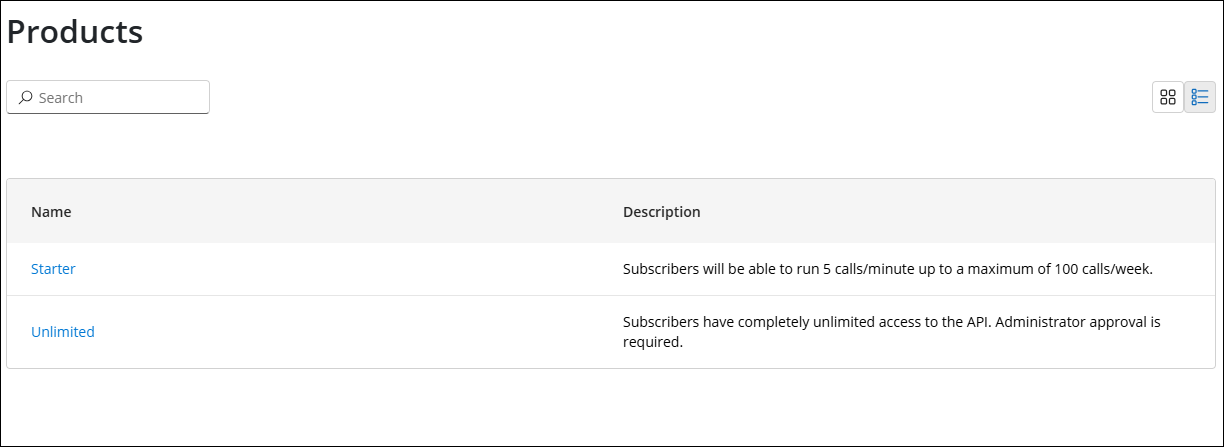 Products
Search
Name Description
Starter Subscribers will be able to run 5 calls/minute up to a maximum of 100 calls/week.
Unlimited Subscribers have completely unlimited access to the API. Administrator approval is
required.